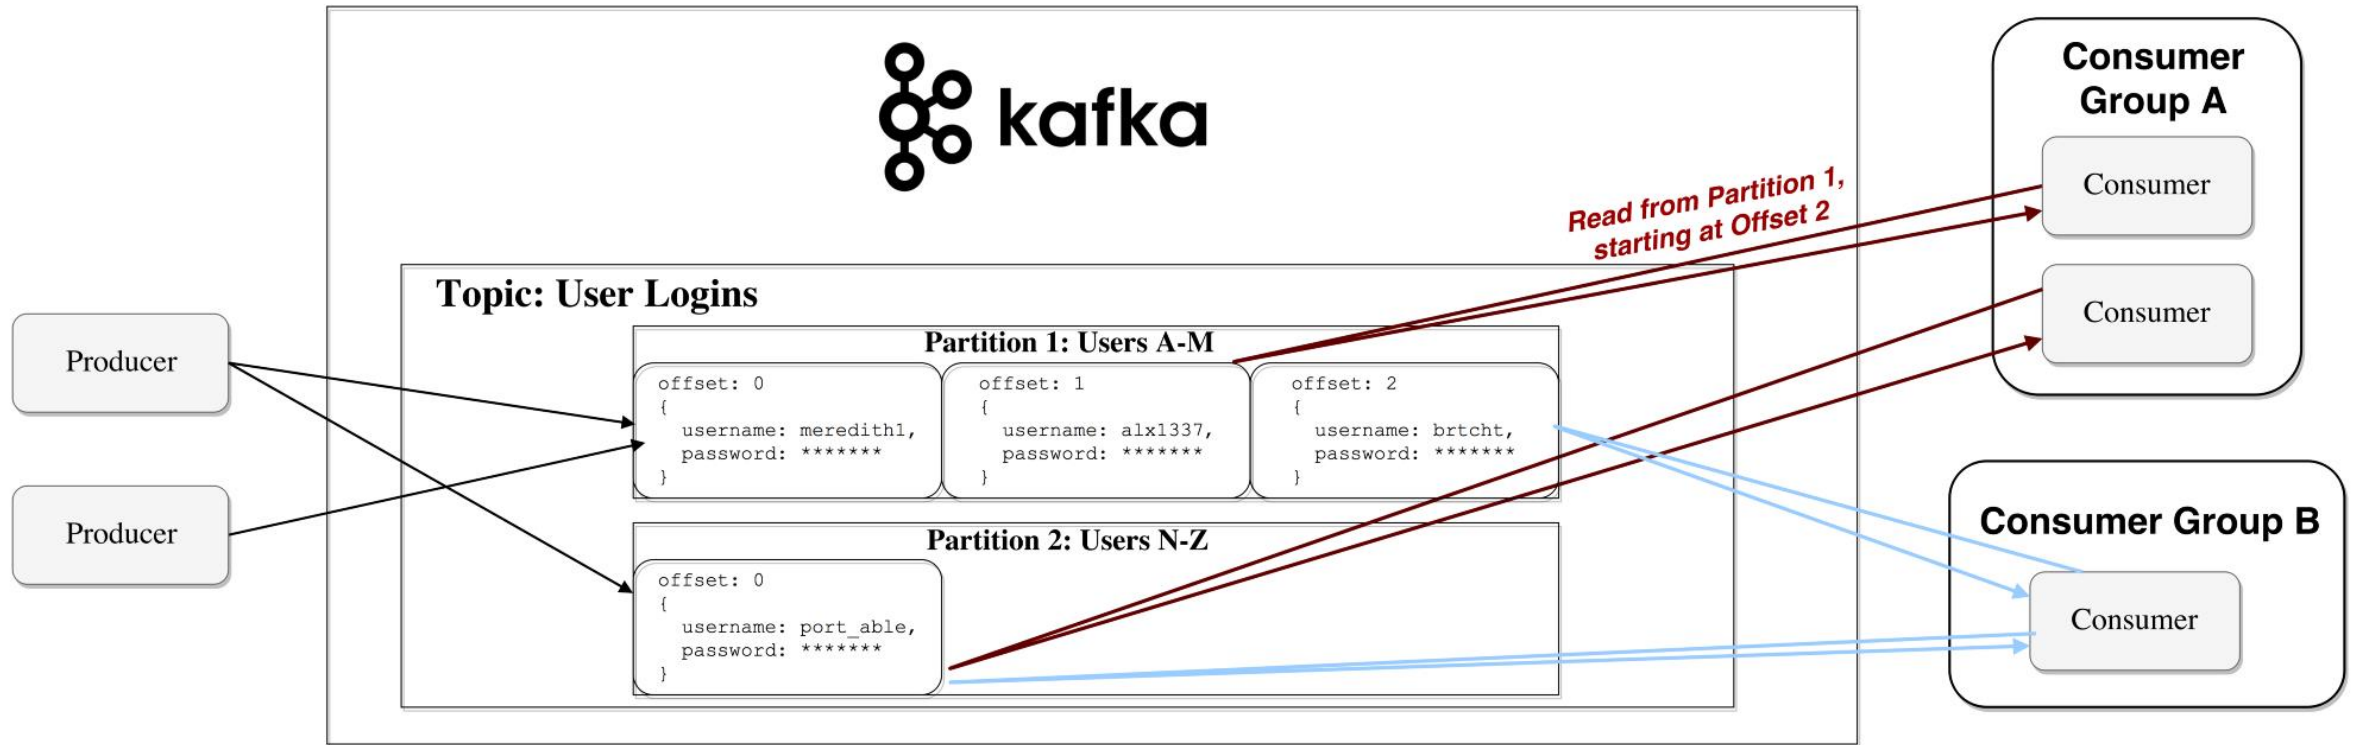 kafka
Consumer
Group A
Consumer
Consumer
Read from Partition 1,
starting at Offset 2
Topic: User Logins
Producer
Producer
Partition 1: Users A-M
offset: 0
{
username: meredith1,
password: *******
}
offset: 1
{
username: alx1337,
password: *******
}
offset: 2
{
username: brtcht,
password: *******
}
Partition 2: Users N-Z
offset: 0
{
username: port_able,
password: *******
}
Consumer Group B
Consumer